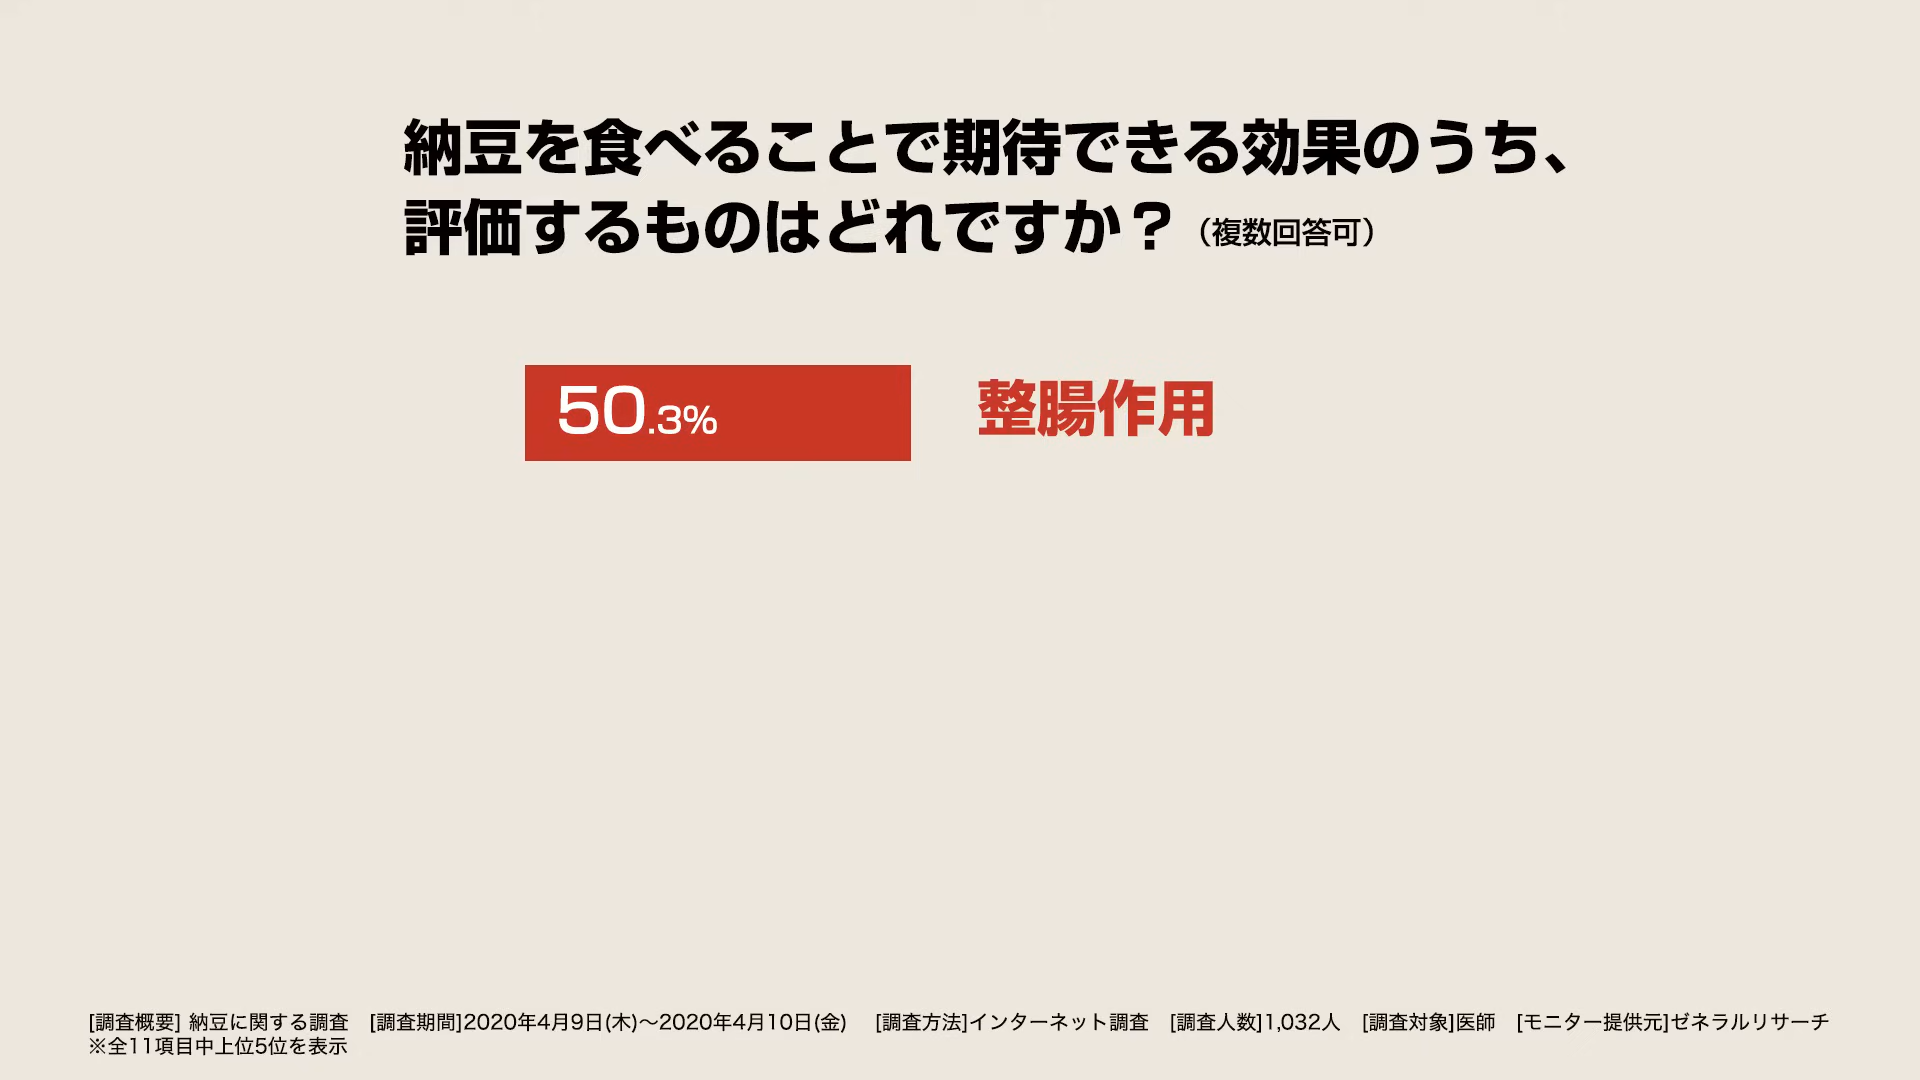 納豆を食べることで期待できる効果のうち、
評価するものはどれですか？（複数回答可）
50.3% 整腸作用
[調査概要] 納豆に関する調査　[調査期間]2020年4月9日(木)〜2020年4月10日(金)　[調査方法]インターネット調査　[調査人数]1,032人　[調査対象]医師　[モニター提供元]ゼネラルリサーチ
※全11項目中上位5位を表示